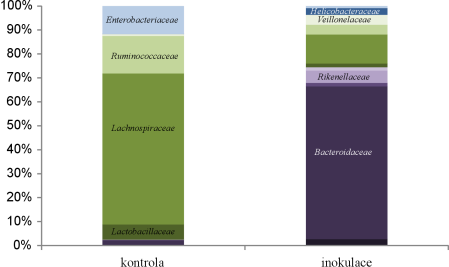 100%
90%
80%
70%
60%
50%
40%
30%
20%
10%
0%
Enterobacteriaceae
Ruminococcaceae
Lachnospiraceae
Lactobacillaceae
Helicobacteraceae
Veillonelaceae
Rikenellaceae
Bacteroidaceae
kontrola
inokulace